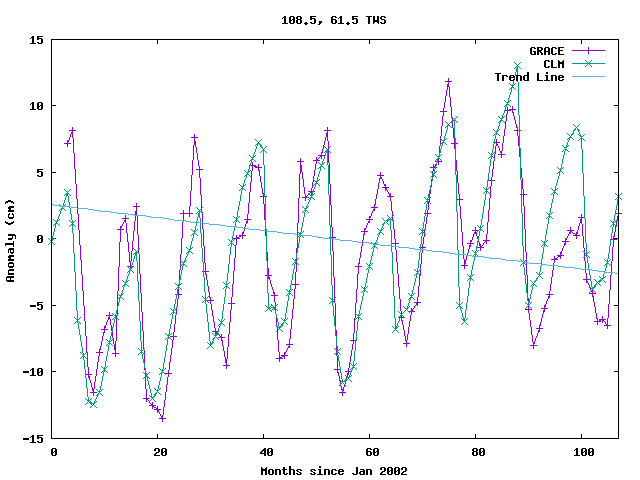 108.5, 61.5 TWS
GRACE
CLM
Trend Line
15
10
5
0
-5
-10
-15
Anomaly (cm)
0 20 40 60 80 100
Months since Jan 2002